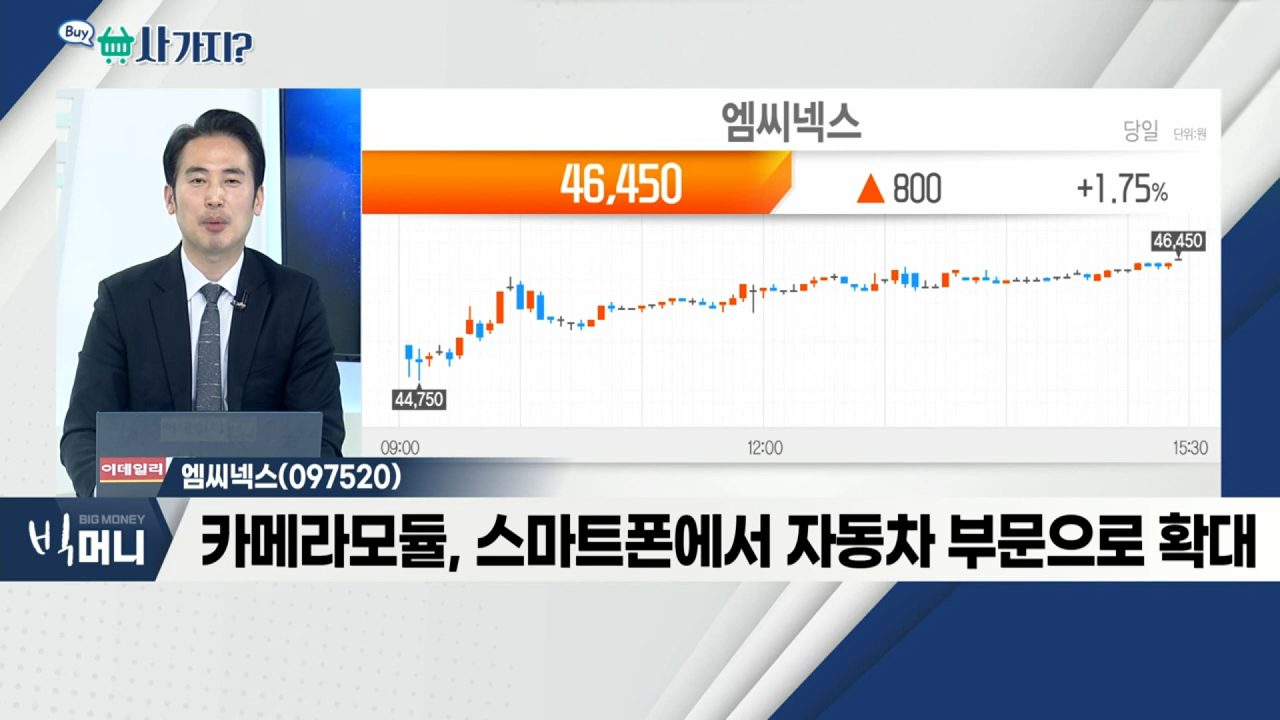 Buy
사가지?
엠씨넥스
당일 단위:원
46,450 ▲ 800 +1.75%
46,450
44,750
09:00 12:00 15:30
이데일리 엠씨넥스(097520)
BIG MONEY
빅머니
카메라모듈, 스마트폰에서 자동차 부문으로 확대